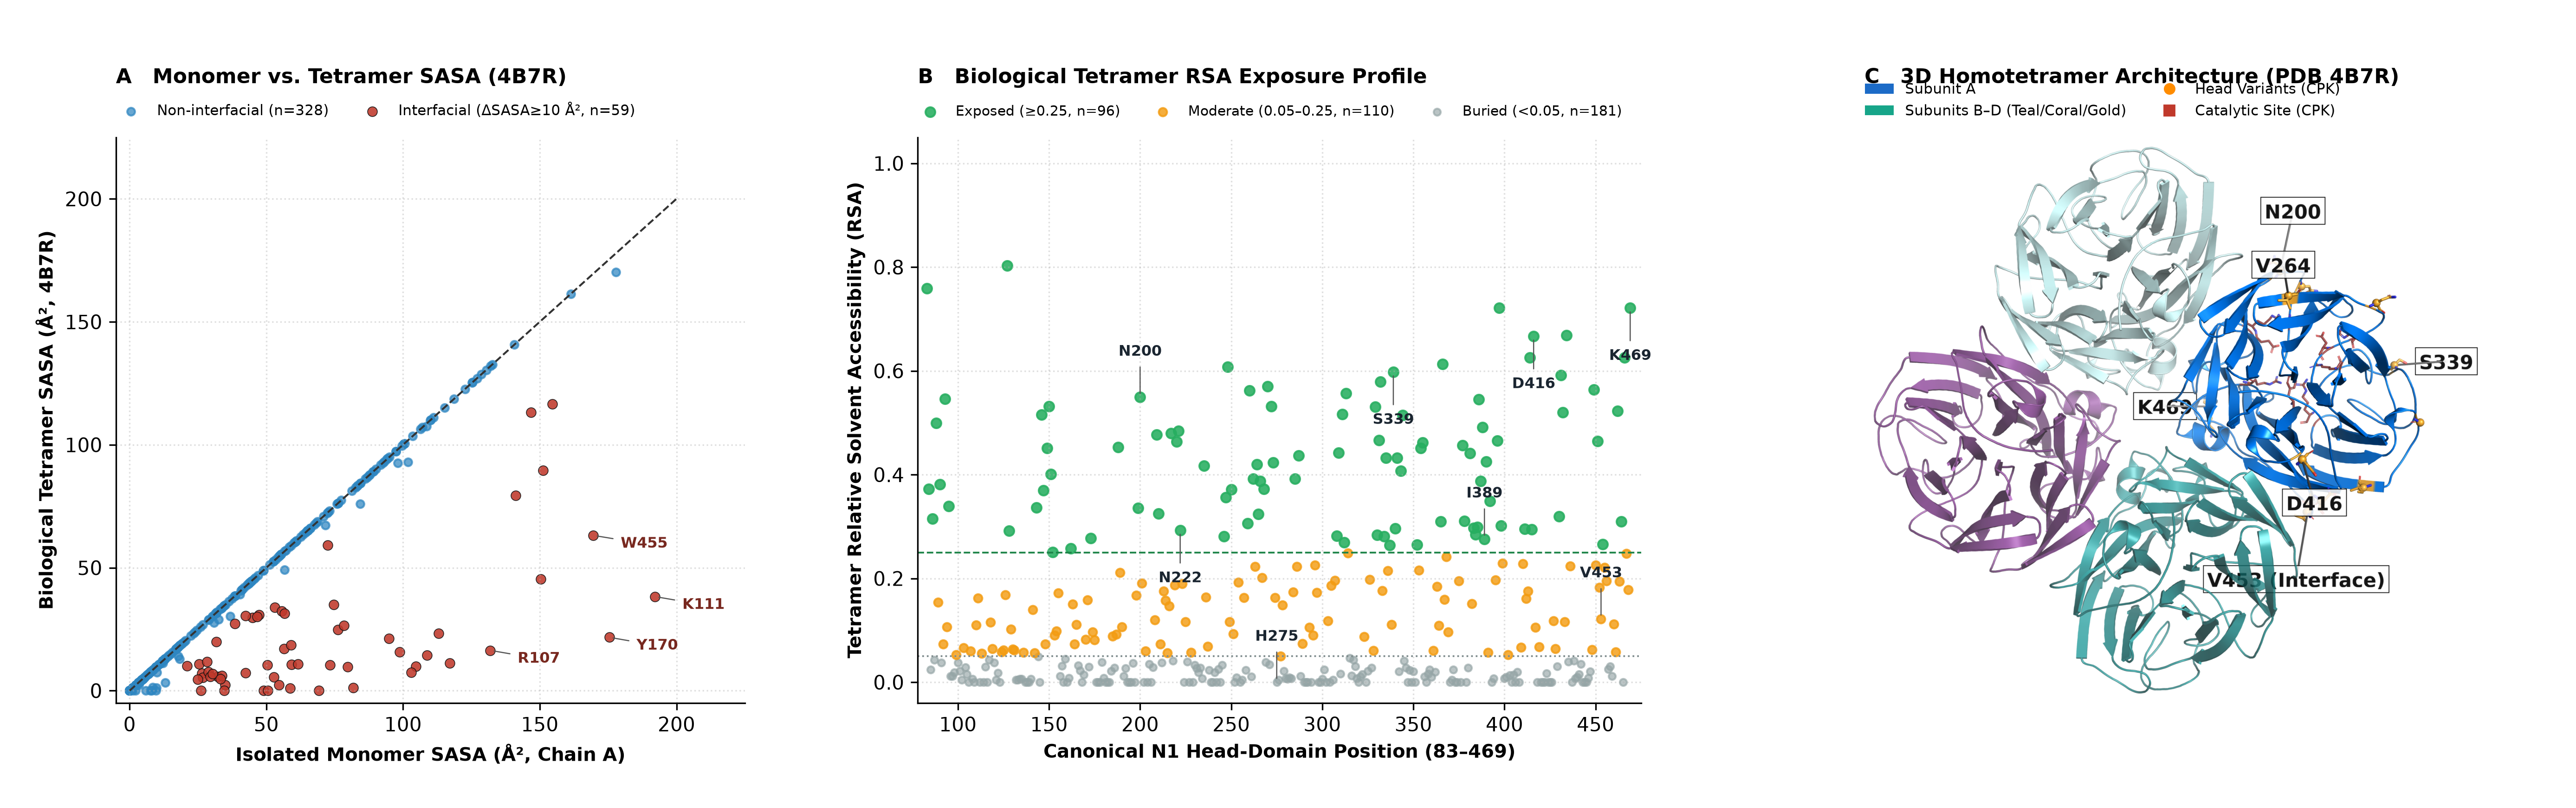 A Monomer vs. Tetramer SASA (4B7R)
Non-interfacial (n=328)
Interfacial (ΔSASA≥10 Å², n=59)
Biological Tetramer SASA (Å², 4B7R)
200
150
100
50
0
W455
K111
Y170
R107
0 50 100 150 200
Isolated Monomer SASA (Å², Chain A)
B Biological Tetramer RSA Exposure Profile
Exposed (≥0.25, n=96)
Moderate (0.05–0.25, n=110)
Buried (<0.05, n=181)
Tetramer Relative Solvent Accessibility (RSA)
1.0
0.8
0.6
0.4
0.2
0.0
N200
K469
D416
S339
I389
N222
V453
H275
100 150 200 250 300 350 400 450
Canonical N1 Head-Domain Position (83–469)
C 3D Homotetramer Architecture (PDB 4B7R)
Subunit A
Head Variants (CPK)
Subunits B–D (Teal/Coral/Gold)
Catalytic Site (CPK)
N200
V264
S339
K469
D416
V453 (Interface)